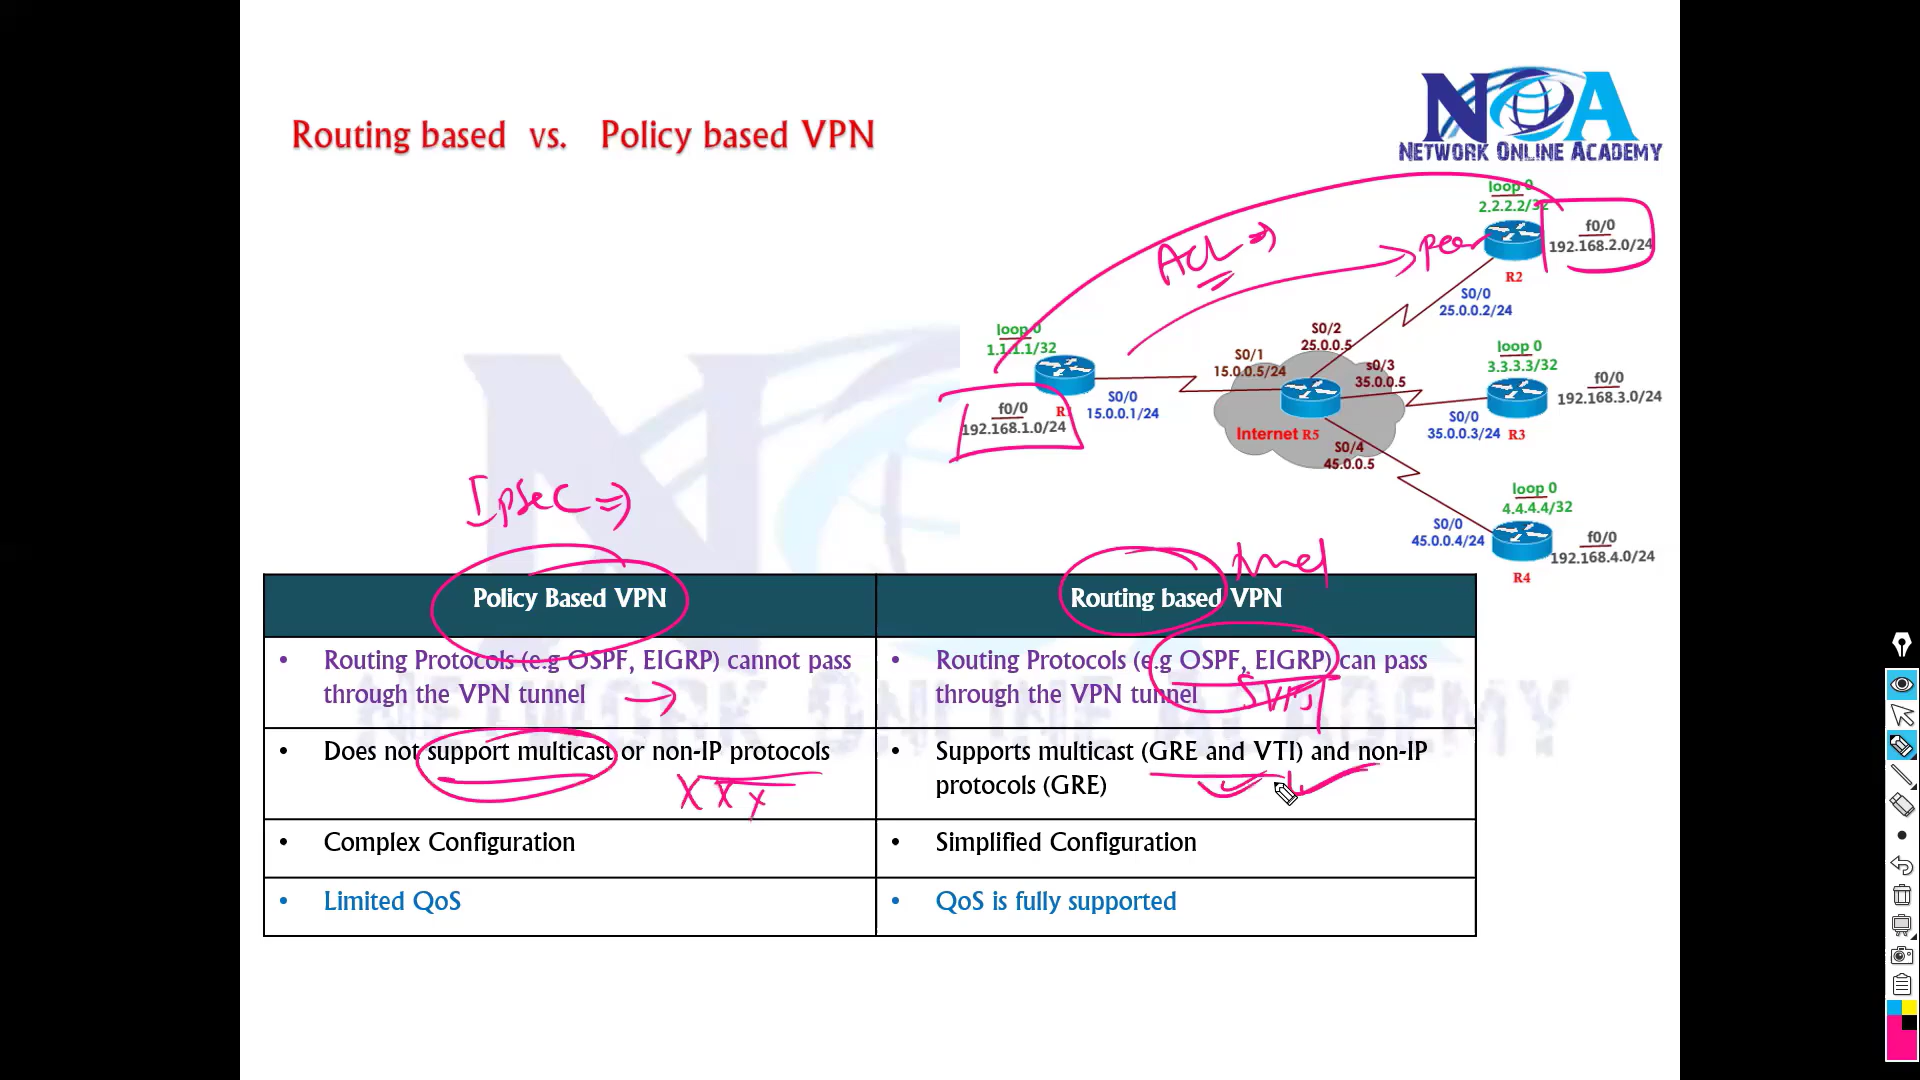 Routing based vs. Policy based VPN
NOA
NETWORK ONLINE ACADEMY
loop 0
2.2.2.2/32
f0/0
192.168.2.0/24
R2
ACL =>
peer
S0/0
25.0.0.2/24
loop 0
1.1.1.1/32
S0/2
25.0.0.5
S0/1
15.0.0.5/24
s0/3
35.0.0.5
loop 0
3.3.3.3/32
f0/0
192.168.3.0/24
f0/0
192.168.1.0/24
R1
S0/0
15.0.0.1/24
S0/0
35.0.0.3/24
R3
Internet R5
S0/4
45.0.0.5
loop 0
4.4.4.4/32
S0/0
45.0.0.4/24
f0/0
192.168.4.0/24
R4
IpSec =>
tunnel
Policy Based VPN
Routing based VPN
• Routing Protocols (e.g OSPF, EIGRP) cannot pass
through the VPN tunnel
• Routing Protocols (e.g OSPF, EIGRP) can pass
through the VPN tunnel
SVTI
• Does not support multicast or non-IP protocols
X X X
• Supports multicast (GRE and VTI) and non-IP
protocols (GRE)
• Complex Configuration
• Simplified Configuration
• Limited QoS
• QoS is fully supported
NETWORK ONLINE ACADEMY